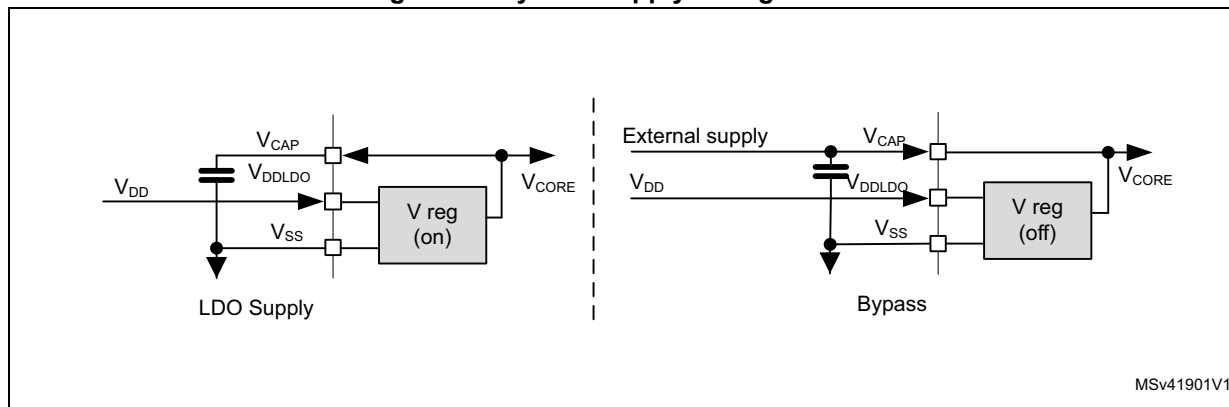 VCAP
VDDLDO
VDD
VCORE
V reg
(on)
VSS
LDO Supply
External supply
VCAP
VDD
VDDLDO
VCORE
V reg
(off)
VSS
Bypass
MSv41901V1